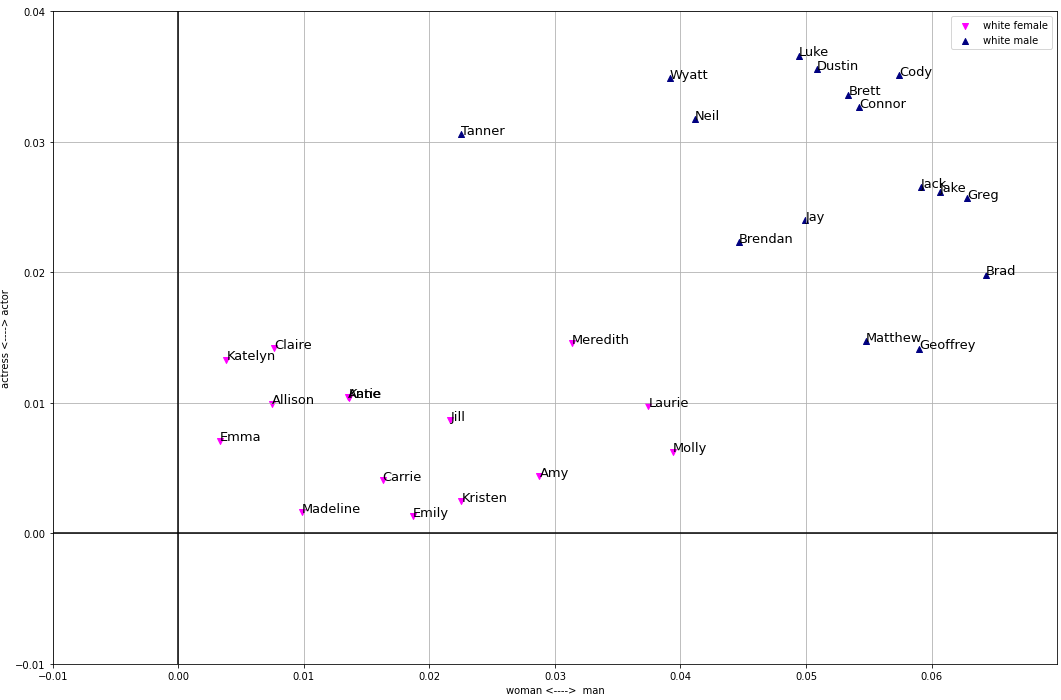 0.04
white female
white male
Luke
Dustin
Cody
Wyatt
Brett
Connor
Neil
Tanner
0.03
Jack
Jake
Greg
Jay
Brendan
0.02
Brad
Meredith
Matthew
Geoffrey
Claire
Katelyn
Katie
Allison
Laurie
0.01
Jill
Emma
Molly
Amy
Carrie
Kristen
Madeline
Emily
0.00
−0.01
actress <----> actor
−0.01 0.00 0.01 0.02 0.03 0.04 0.05 0.06
woman <----> man